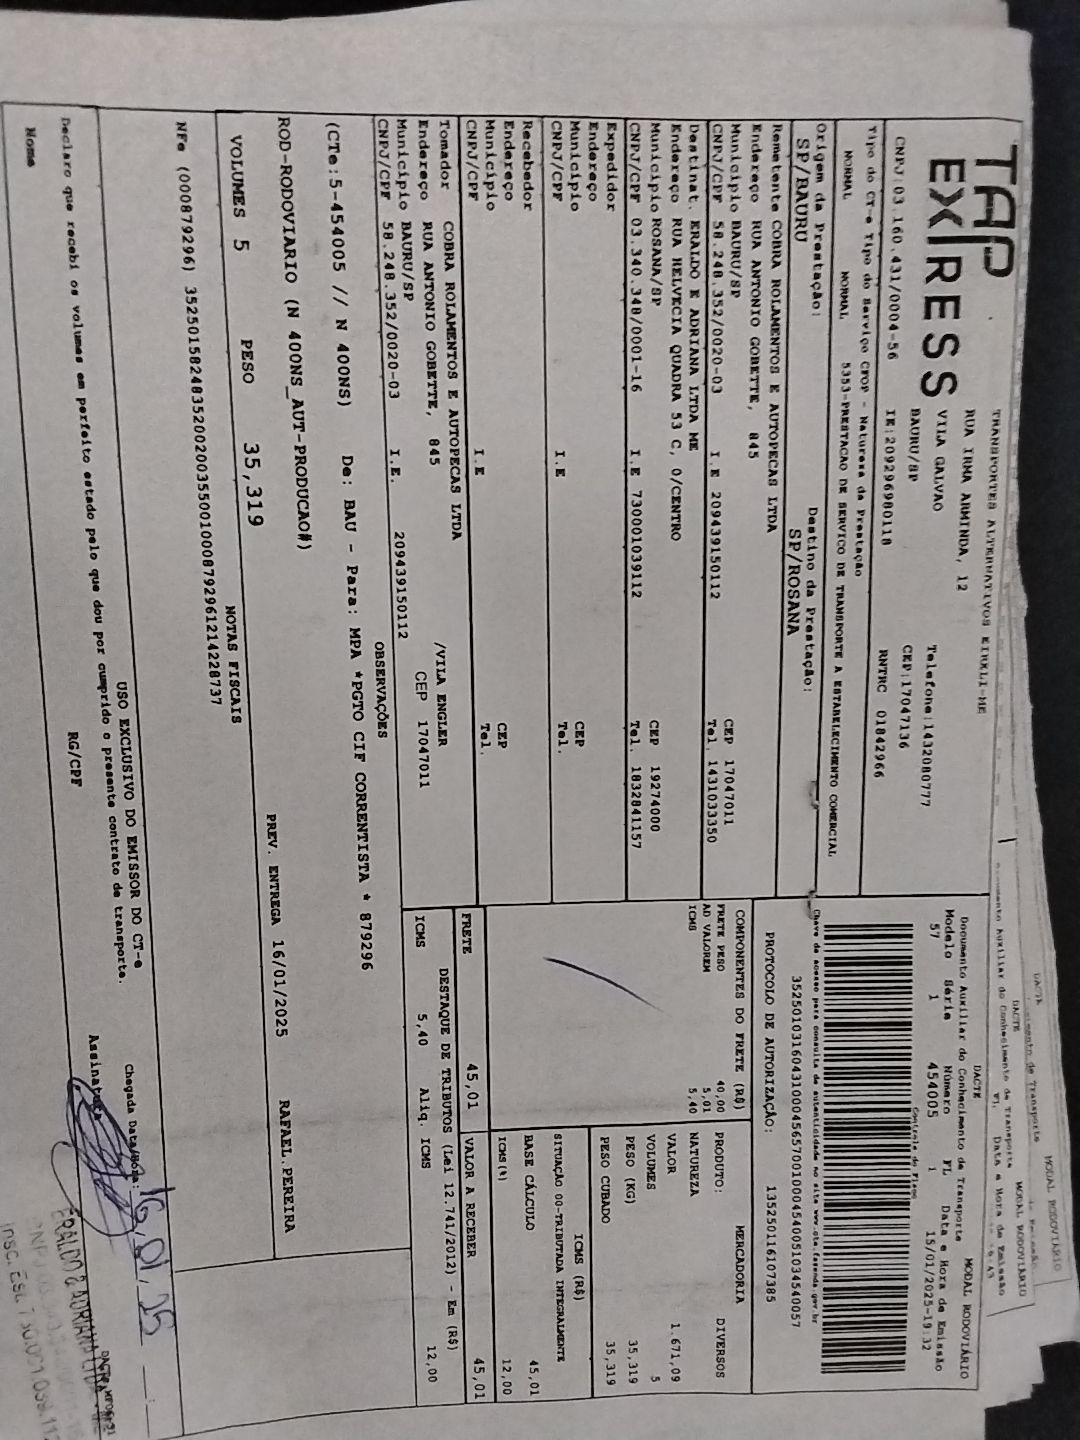 TAP
EXPRESS
TRANSPORTES ALTERNATIVOS EIRELI-ME
RUA IRMA ARMINDA, 12
VILA GALVAO
BAURU/SP
Telefone:1432080777
CEP:17047136
CNPJ:03.160.431/0004-56 IE:209296980118 RNTRC 01842966
Tipo do CT-e Tipo do Serviço CFOP - Natureza da Prestação
NORMAL NORMAL 5353-PRESTACAO DE SERVICO DE TRANSPORTE A ESTABELECIMENTO COMERCIAL
Origem da Prestação: Destino da Prestação:
SP/BAURU SP/ROSANA
DACTE MODAL RODOVIÁRIO
Documento Auxiliar do Conhecimento de Transporte
Modelo Série Número FL Data e Hora de Emissão
57 1 454005 1 15/01/2025-19:32
Controle do Fisco
Chave de acesso para consulta de autenticidade no site www.cte.fazenda.gov.br
35250103160431000456570010004540051034540057
PROTOCOLO DE AUTORIZAÇÃO: 135250116107385
Remetente COBRA ROLAMENTOS E AUTOPECAS LTDA
Endereço RUA ANTONIO GOBETTE, 845
Município BAURU/SP CEP 17047011
CNPJ/CPF 58.248.352/0020-03 I.E 209439150112 Tel. 1431033350
Destinat. ERALDO E ADRIANA LTDA ME
Endereço RUA HELVECIA QUADRA 53 C, 0/CENTRO
Município ROSANA/SP CEP 19274000
CNPJ/CPF 03.340.348/0001-16 I.E 730001039112 Tel. 1832841157
Expedidor
Endereço
Município CEP
CNPJ/CPF I.E Tel.
Recebedor
Endereço
Município CEP
CNPJ/CPF I.E Tel.
Tomador COBRA ROLAMENTOS E AUTOPECAS LTDA
Endereço RUA ANTONIO GOBETTE, 845 /VILA ENGLER
Município BAURU/SP CEP 17047011
CNPJ/CPF 58.248.352/0020-03 I.E. 209439150112
COMPONENTES DO FRETE (R$)
FRETE PESO 40,00
AD VALOREM 5,01
ICMS 5,40
MERCADORIA
PRODUTO: DIVERSOS
NATUREZA
VALOR 1.671,09
VOLUMES 5
PESO (KG) 35,319
PESO CUBADO 35,319
ICMS (R$)
SITUAÇÃO 00-TRIBUTADA INTEGRALMENTE
BASE CÁLCULO 45,01
ICMS(%) 12,00
FRETE 45,01 VALOR A RECEBER 45,01
DESTAQUE DE TRIBUTOS (Lei 12.741/2012) - Em (R$)
ICMS 5,40 Aliq. ICMS 12,00
OBSERVAÇÕES
(CTe:5-454005 // N 400NS) De: BAU - Para: MPA *PGTO CIF CORRENTISTA * 879296
ROD-RODOVIARIO (N 400NS_AUT-PRODUCAO#)
PREV. ENTREGA 16/01/2025 RAFAEL.PEREIRA
VOLUMES 5 PESO 35,319 NOTAS FISCAIS
NFe (000879296) 35250158248352002003550010008792961214228737
USO EXCLUSIVO DO EMISSOR DO CT-e
Declaro que recebi os volumes em perfeito estado pelo que dou por cumprido o presente contrato de transporte.
Chegada Data/Hora: 16,01,25 __:__
Nome RG/CPF Assinatura
ERALDO & ADRIANA LTDA - ME